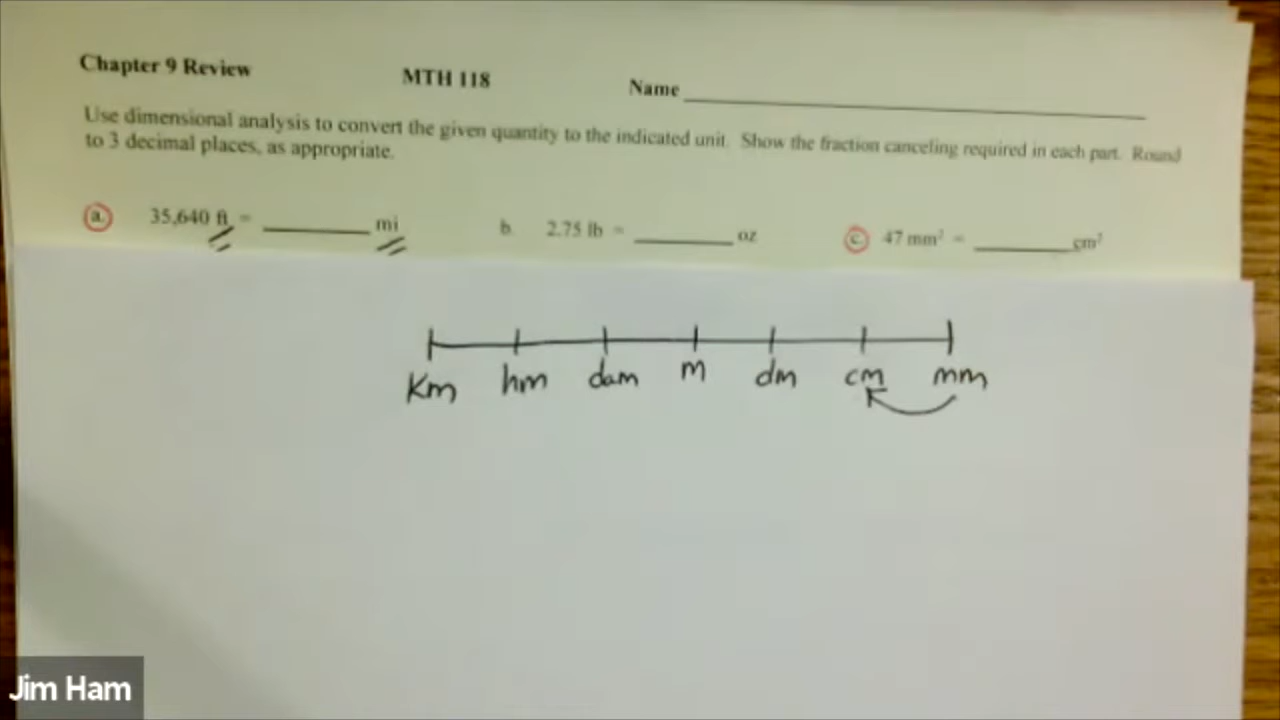 Chapter 9 Review MTH 118 Name
Use dimensional analysis to convert the given quantity to the indicated unit. Show the fraction canceling required in each part. Round
to 3 decimal places, as appropriate.
a. 35,640 ft = mi b. 2.75 lb = oz c. 47 mm² = cm²
Km hm dam m dm cm mm
Jim Ham